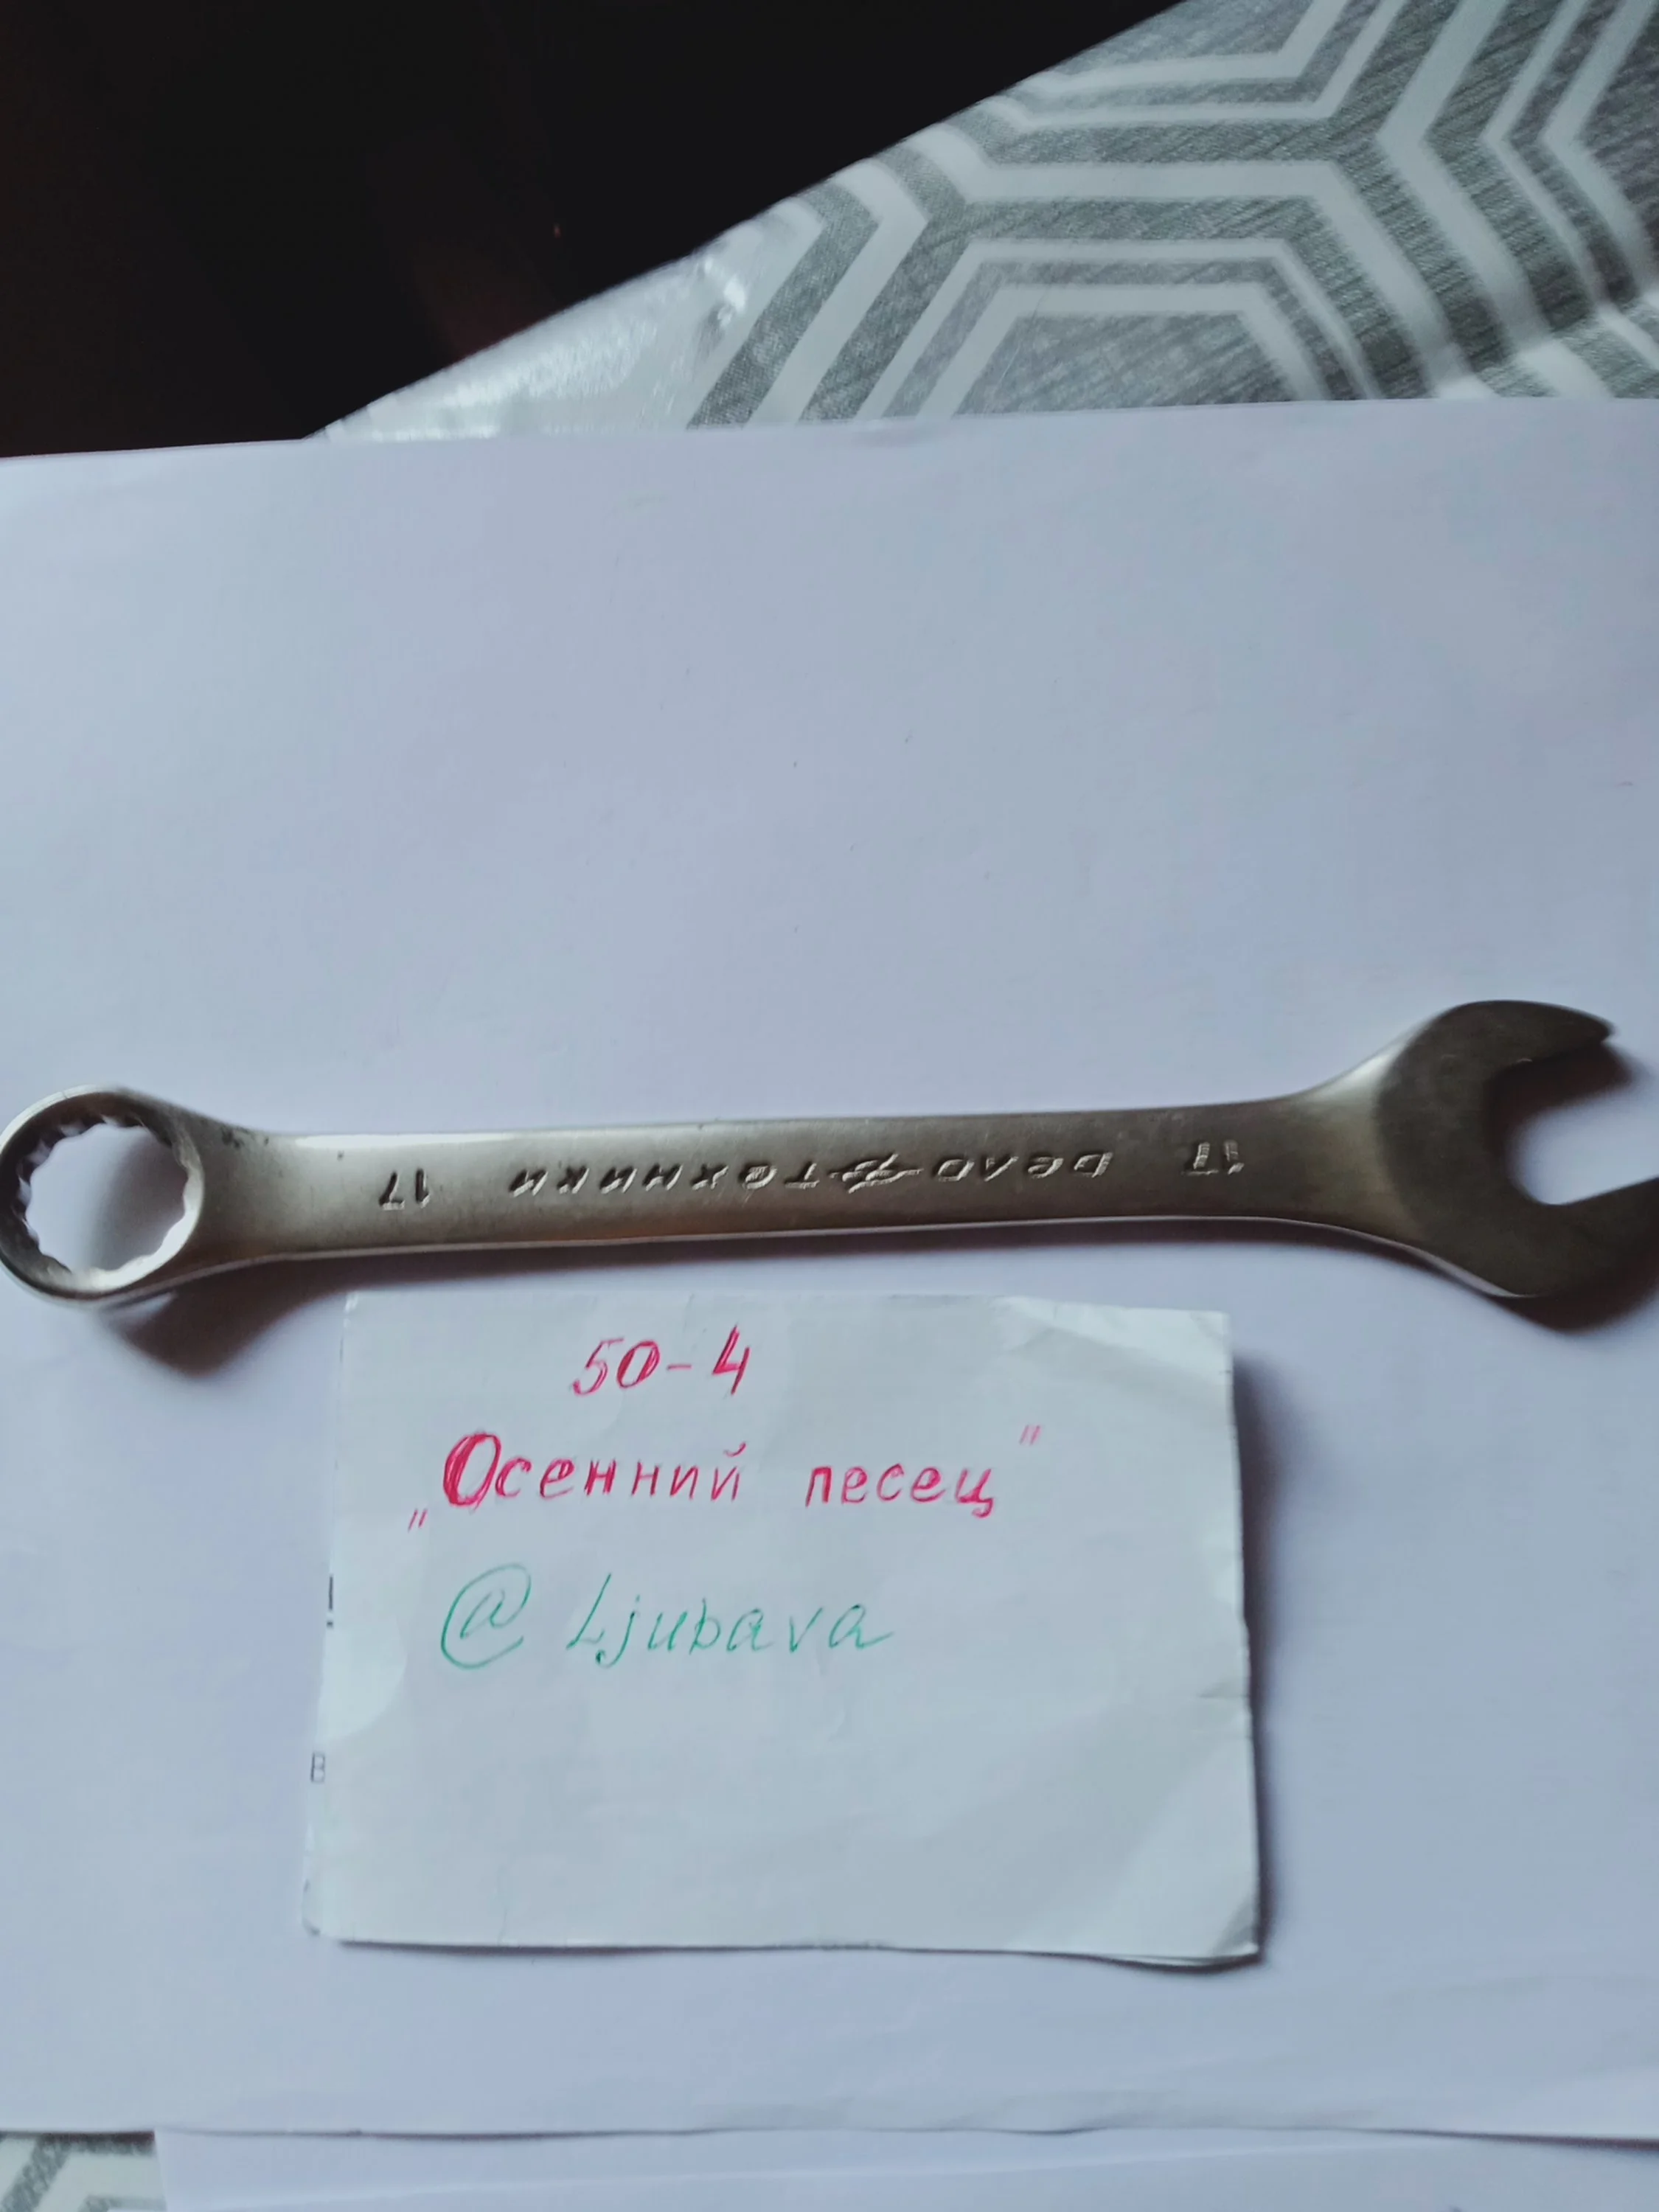 17 ДЕЛО ТЕХНИКИ 17
50-4
„Осенний песец"
@Ljubava
!
В